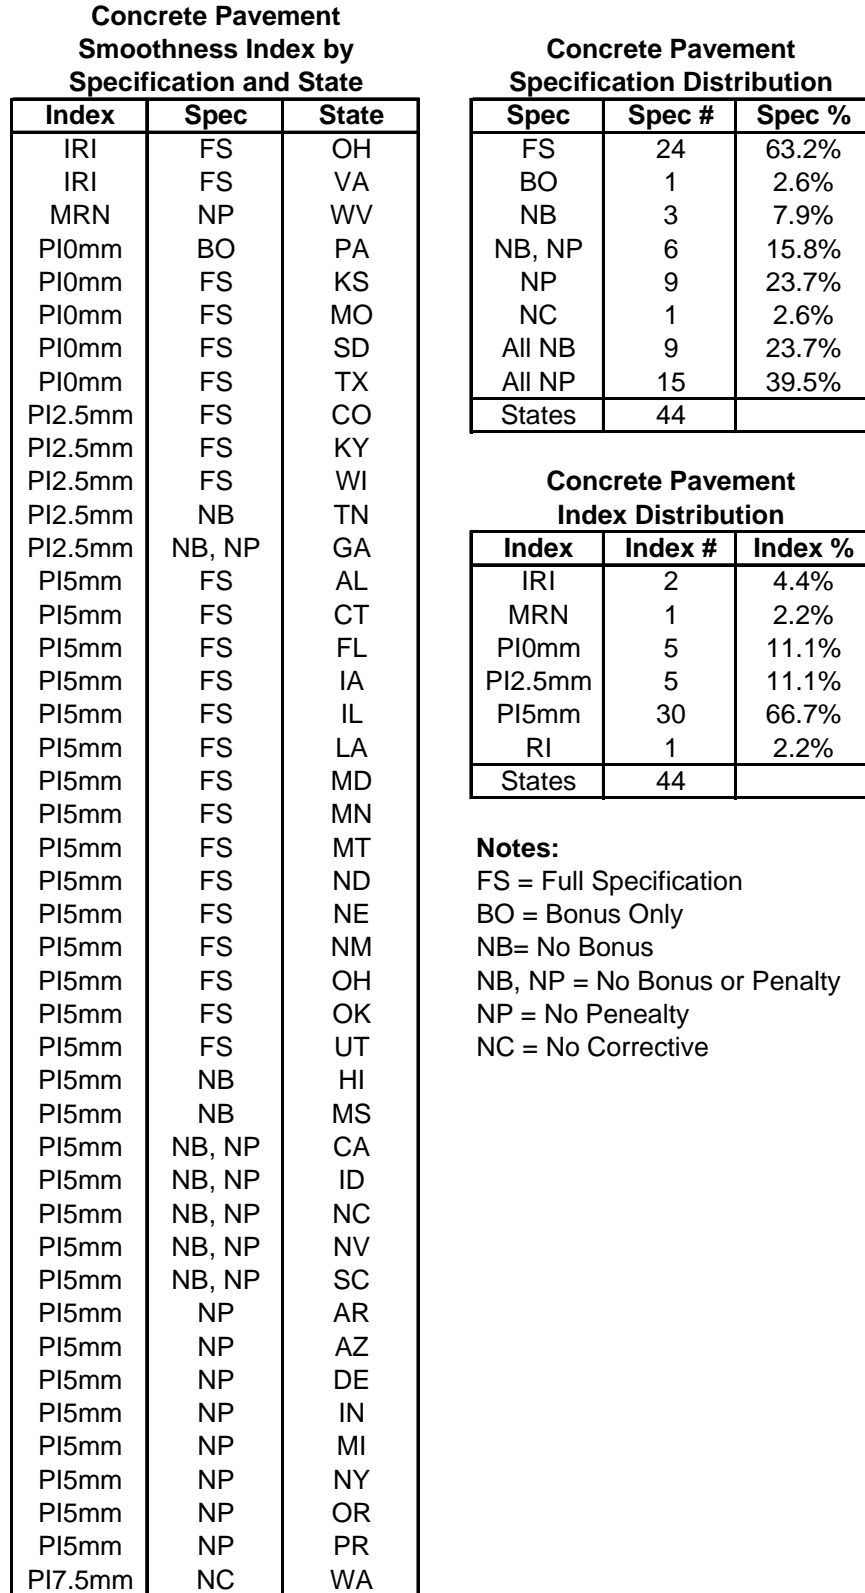 Concrete Pavement
Smoothness Index by
Specification and State
Index Spec State
IRI FS OH
IRI FS VA
MRN NP WV
PI0mm BO PA
PI0mm FS KS
PI0mm FS MO
PI0mm FS SD
PI0mm FS TX
PI2.5mm FS CO
PI2.5mm FS KY
PI2.5mm FS WI
PI2.5mm NB TN
PI2.5mm NB, NP GA
PI5mm FS AL
PI5mm FS CT
PI5mm FS FL
PI5mm FS IA
PI5mm FS IL
PI5mm FS LA
PI5mm FS MD
PI5mm FS MN
PI5mm FS MT
PI5mm FS ND
PI5mm FS NE
PI5mm FS NM
PI5mm FS OH
PI5mm FS OK
PI5mm FS UT
PI5mm NB HI
PI5mm NB MS
PI5mm NB, NP CA
PI5mm NB, NP ID
PI5mm NB, NP NC
PI5mm NB, NP NV
PI5mm NB, NP SC
PI5mm NP AR
PI5mm NP AZ
PI5mm NP DE
PI5mm NP IN
PI5mm NP MI
PI5mm NP NY
PI5mm NP OR
PI5mm NP PR
PI7.5mm NC WA
Concrete Pavement
Specification Distribution
Spec Spec # Spec %
FS 24 63.2%
BO 1 2.6%
NB 3 7.9%
NB, NP 6 15.8%
NP 9 23.7%
NC 1 2.6%
All NB 9 23.7%
All NP 15 39.5%
States 44
Concrete Pavement
Index Distribution
Index Index # Index %
IRI 2 4.4%
MRN 1 2.2%
PI0mm 5 11.1%
PI2.5mm 5 11.1%
PI5mm 30 66.7%
RI 1 2.2%
States 44
Notes:
FS = Full Specification
BO = Bonus Only
NB= No Bonus
NB, NP = No Bonus or Penalty
NP = No Penealty
NC = No Corrective